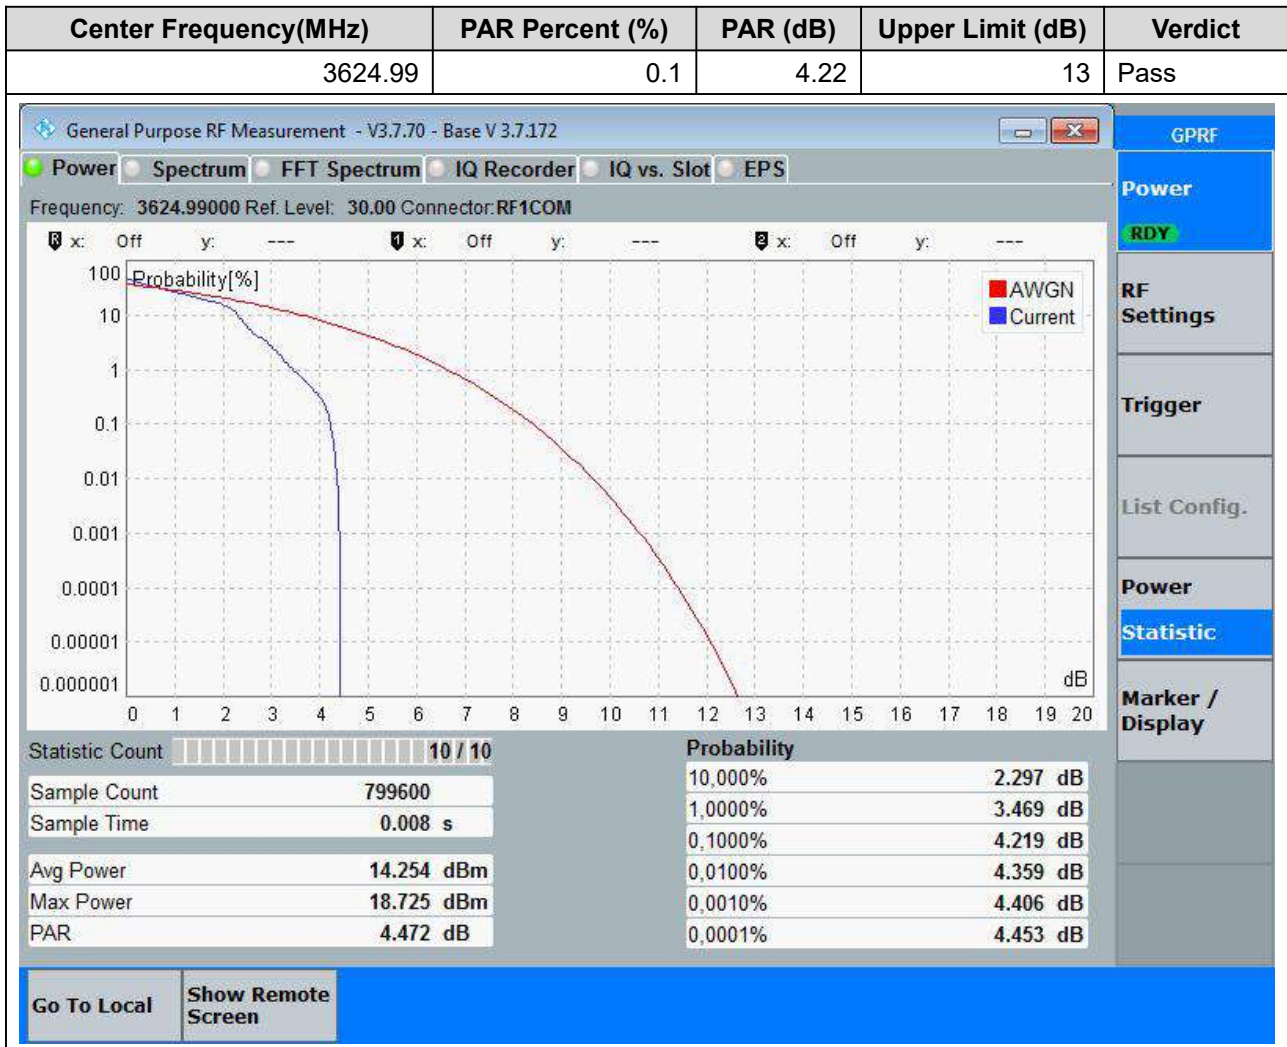 Center Frequency(MHz) PAR Percent (%) PAR (dB) Upper Limit (dB) Verdict
3624.99 0.1 4.22 13 Pass
General Purpose RF Measurement - V3.7.70 - Base V 3.7.172
GPRF
Power Spectrum FFT Spectrum IQ Recorder IQ vs. Slot EPS
Frequency: 3624.99000 Ref. Level: 30.00 Connector: RF1COM
R x: Off y: --- 1 x: Off y: --- 2 x: Off y: ---
Probability[%]
100
10
1
0.1
0.01
0.001
0.0001
0.00001
0.000001
AWGN
Current
dB
0 1 2 3 4 5 6 7 8 9 10 11 12 13 14 15 16 17 18 19 20
Statistic Count 10 / 10
Sample Count 799600
Sample Time 0.008 s
Avg Power 14.254 dBm
Max Power 18.725 dBm
PAR 4.472 dB
Probability
10,000% 2.297 dB
1,0000% 3.469 dB
0,1000% 4.219 dB
0,0100% 4.359 dB
0,0010% 4.406 dB
0,0001% 4.453 dB
Power
RDY
RF
Settings
Trigger
List Config.
Power
Statistic
Marker /
Display
Go To Local
Show Remote
Screen